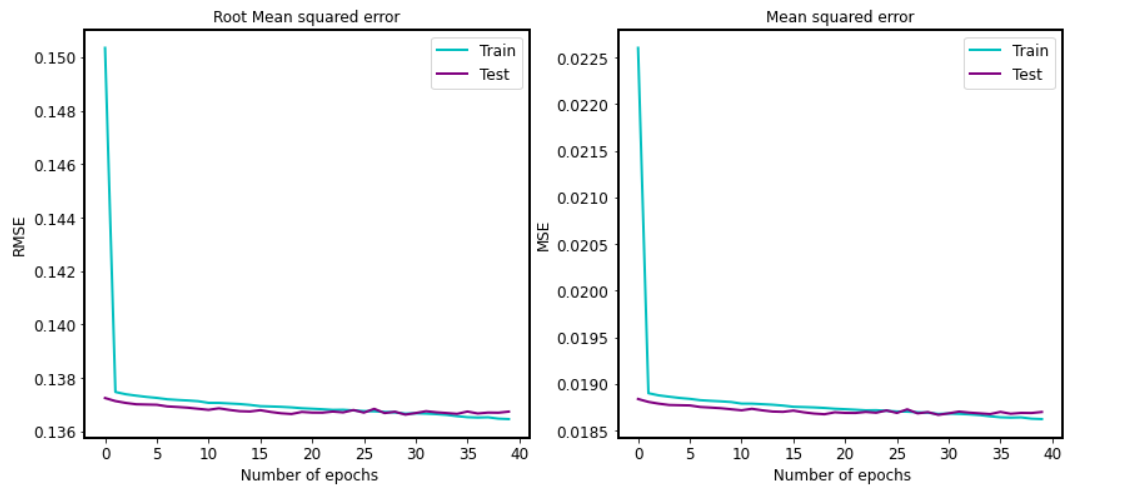 Root Mean squared error
Train
Test
RMSE
0.150
0.148
0.146
0.144
0.142
0.140
0.138
0.136
0 5 10 15 20 25 30 35 40
Number of epochs
Mean squared error
Train
Test
MSE
0.0225
0.0220
0.0215
0.0210
0.0205
0.0200
0.0195
0.0190
0.0185
0 5 10 15 20 25 30 35 40
Number of epochs